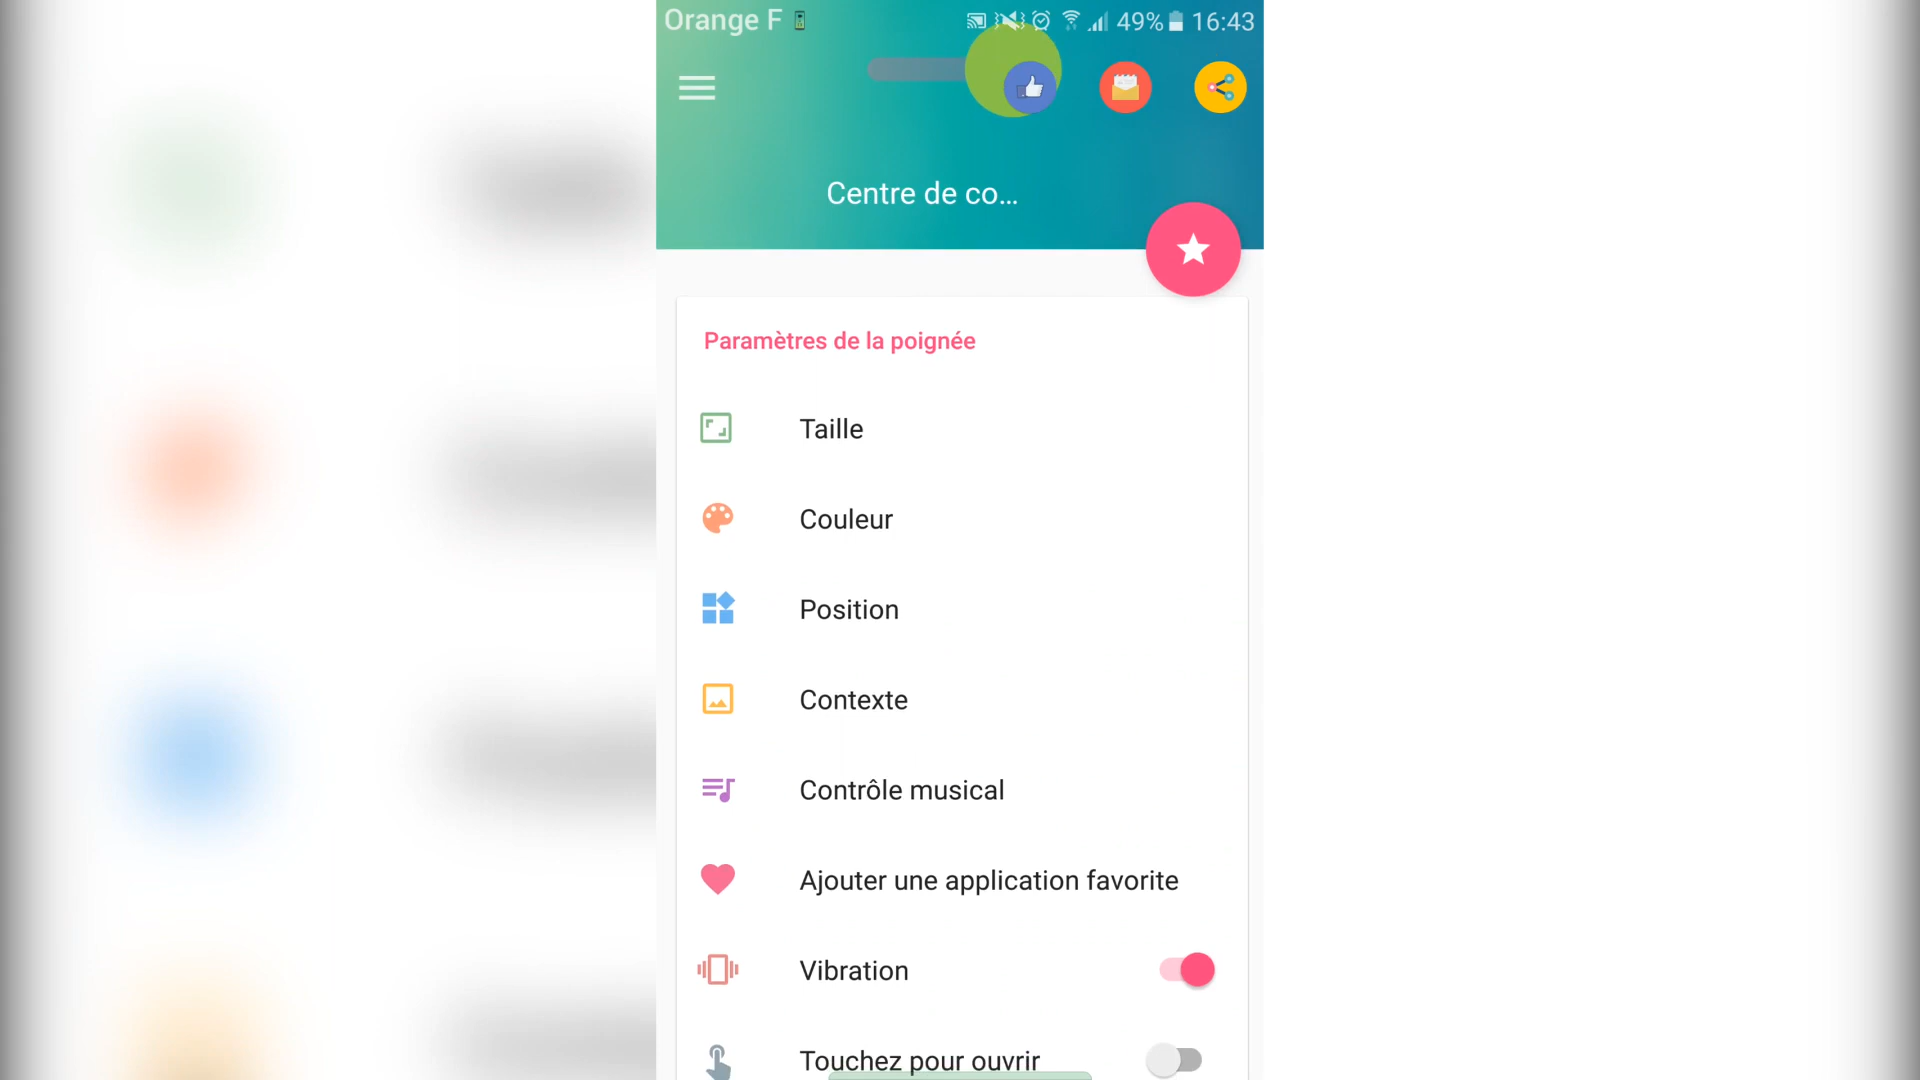 Orange F 49% 16:43
Centre de co...
Paramètres de la poignée
Taille
Couleur
Position
Contexte
Contrôle musical
Ajouter une application favorite
Vibration
Touchez pour ouvrir